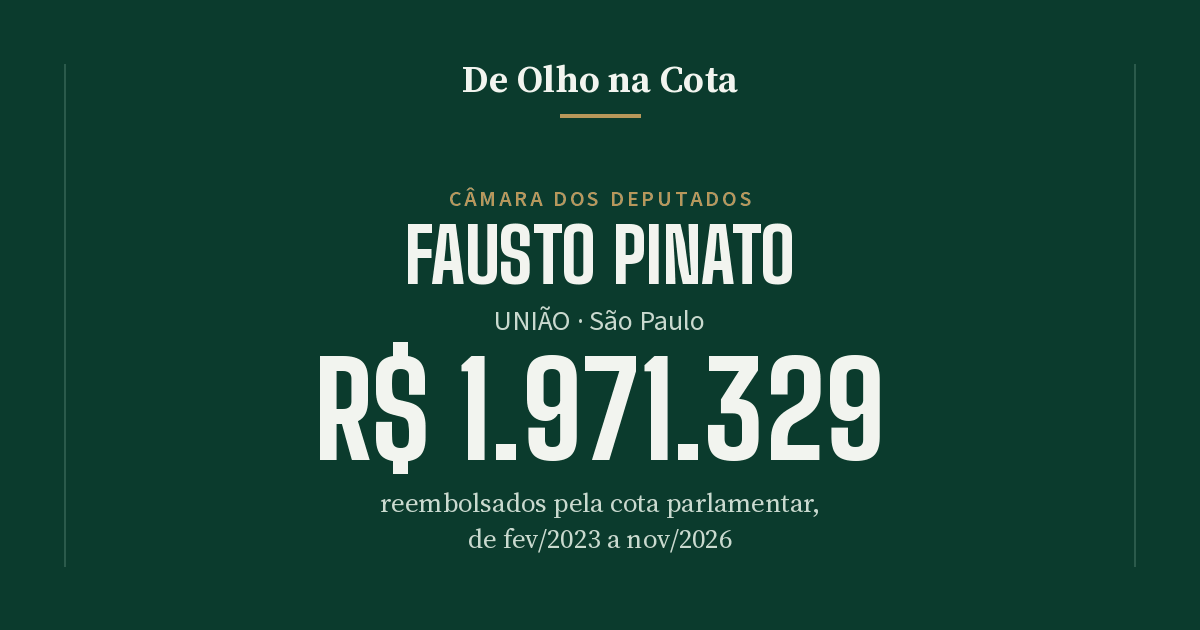 De Olho na Cota
CÂMARA DOS DEPUTADOS
FAUSTO PINATO
UNIÃO · São Paulo
R$ 1.971.329
reembolsados pela cota parlamentar,
de fev/2023 a nov/2026